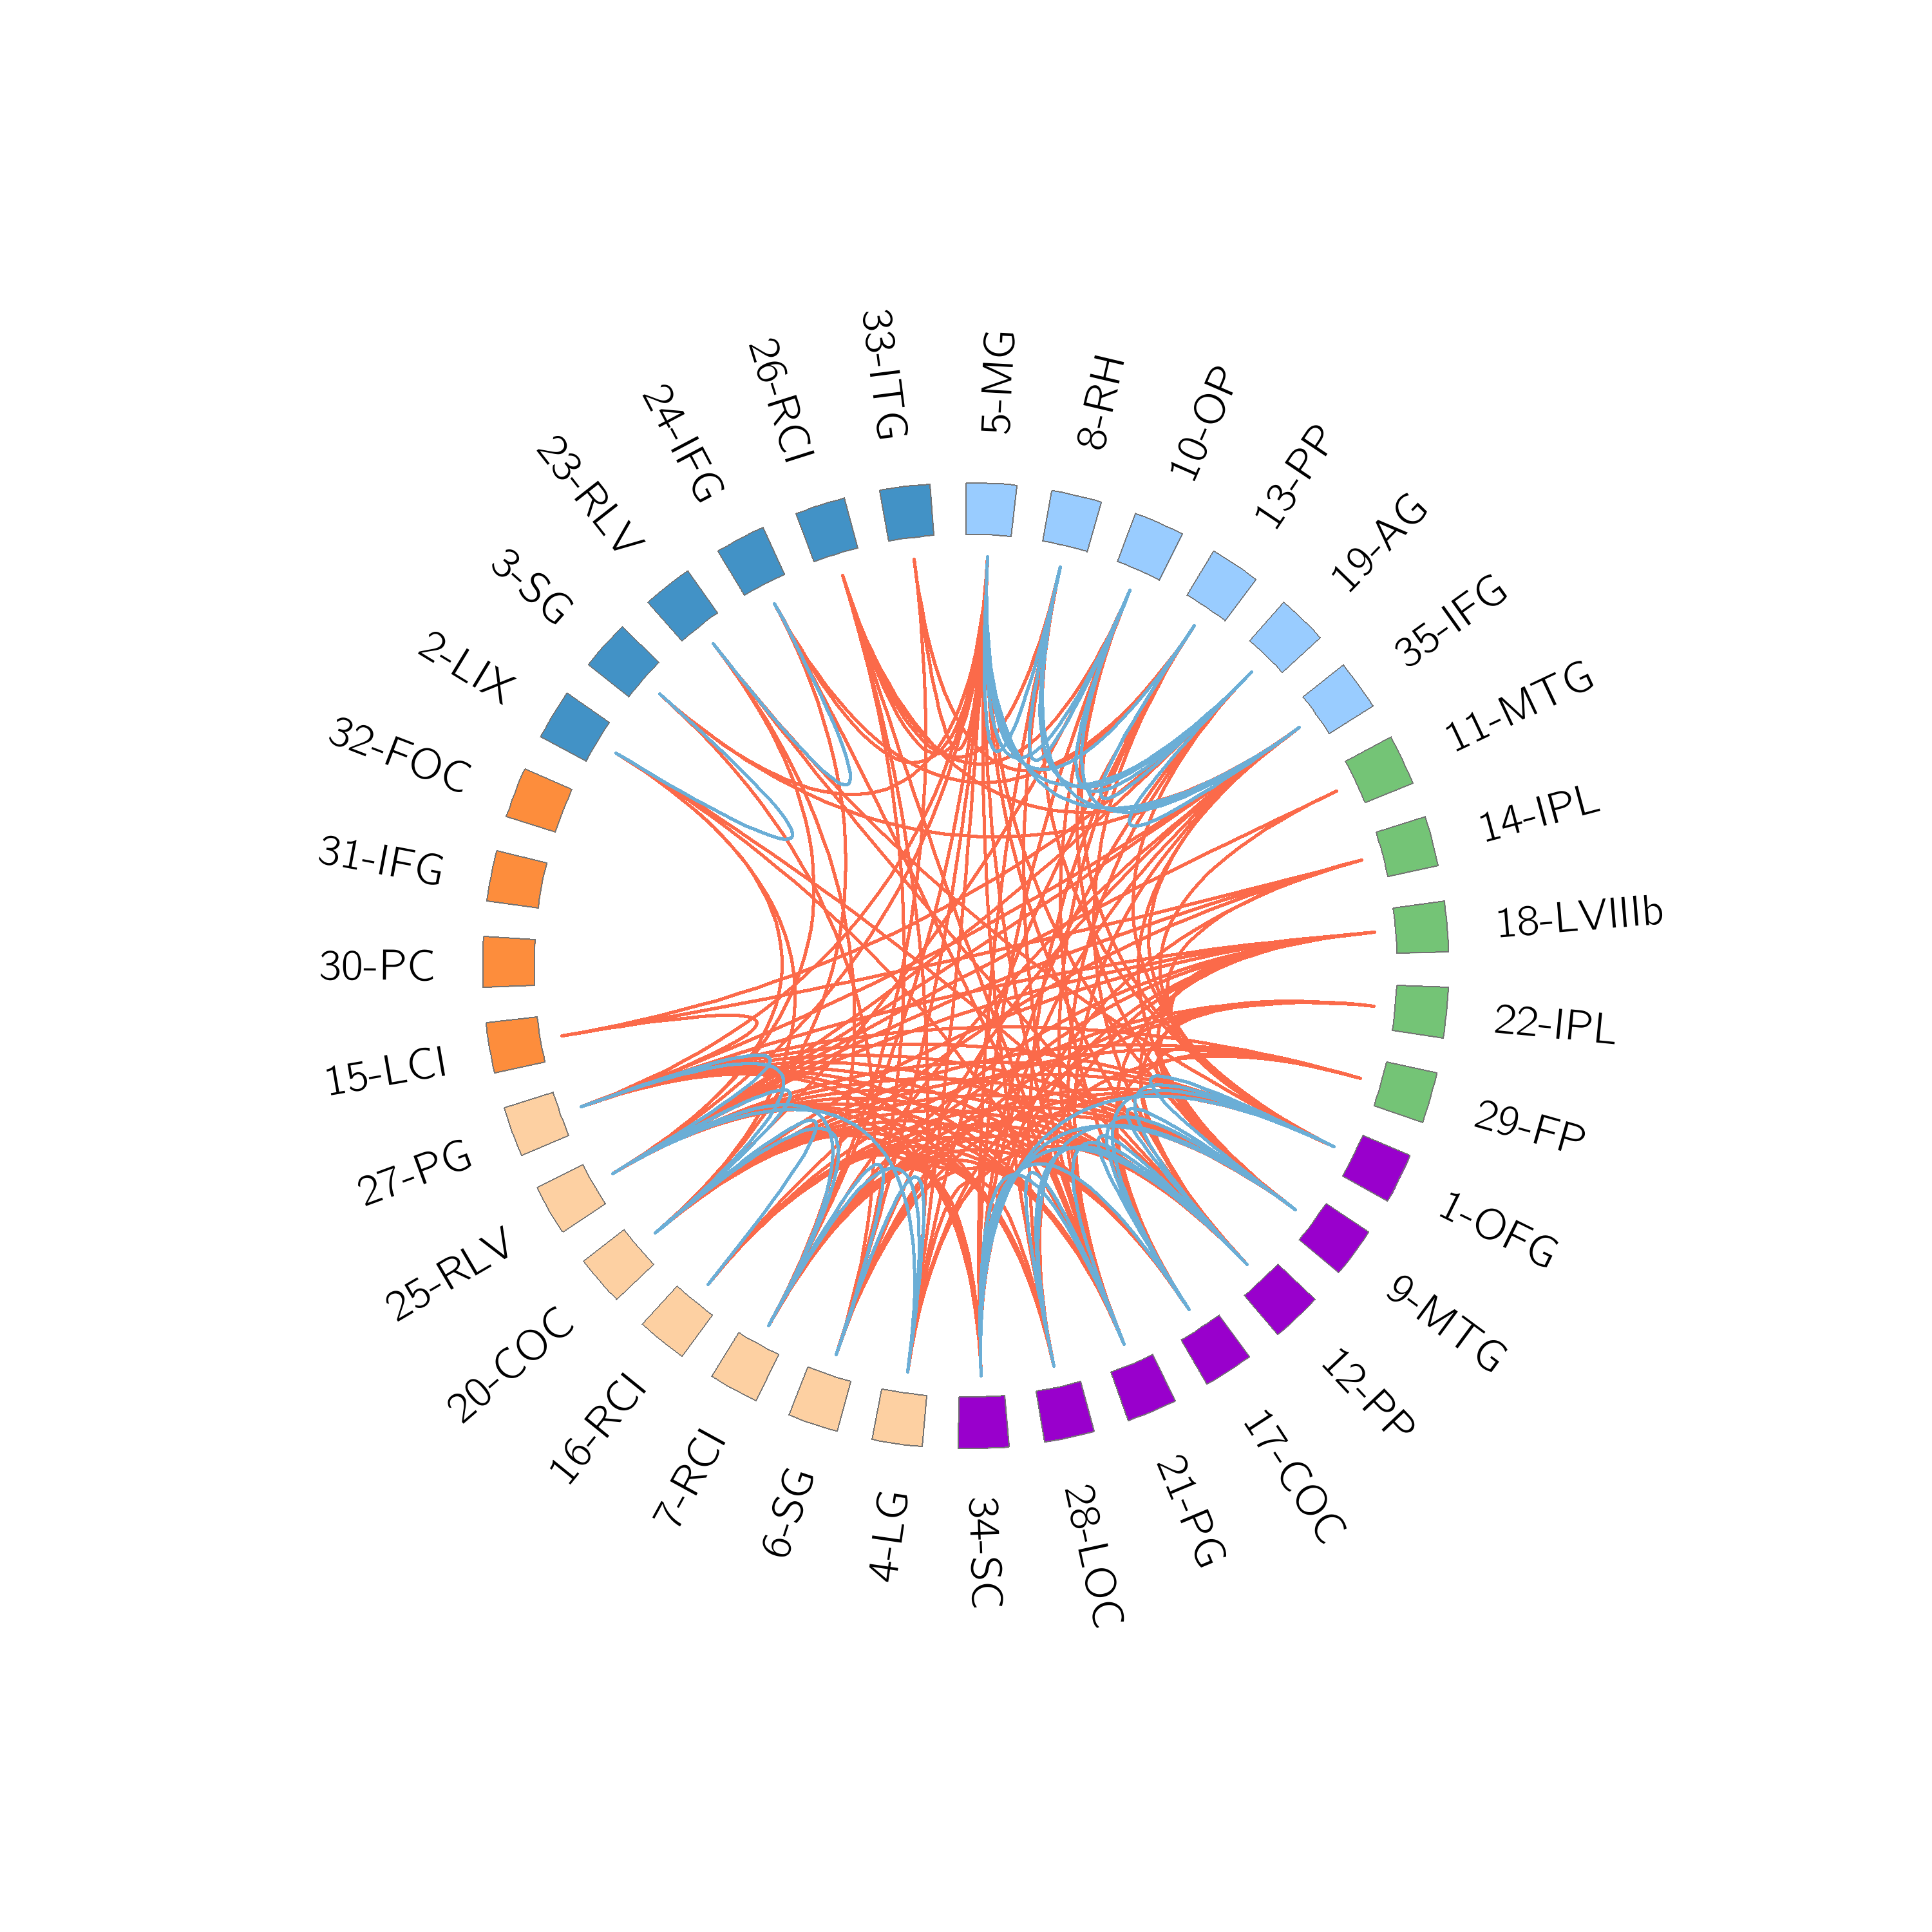 5-MG
8-RH
10-OP
13-PP
19-AG
35-IFG
11-MTG
14-IPL
18-LVIIIb
22-IPL
29-FP
1-OFG
9-MTG
12-PP
17-COC
21-PG
28-LOC
34-SC
4-LG
6-SG
7-RCI
16-RCI
20-COC
25-RLV
27-PG
15-LCI
30-PC
31-IFG
32-FOC
2-LIX
3-SG
23-RLV
24-IFG
26-RCI
33-ITG